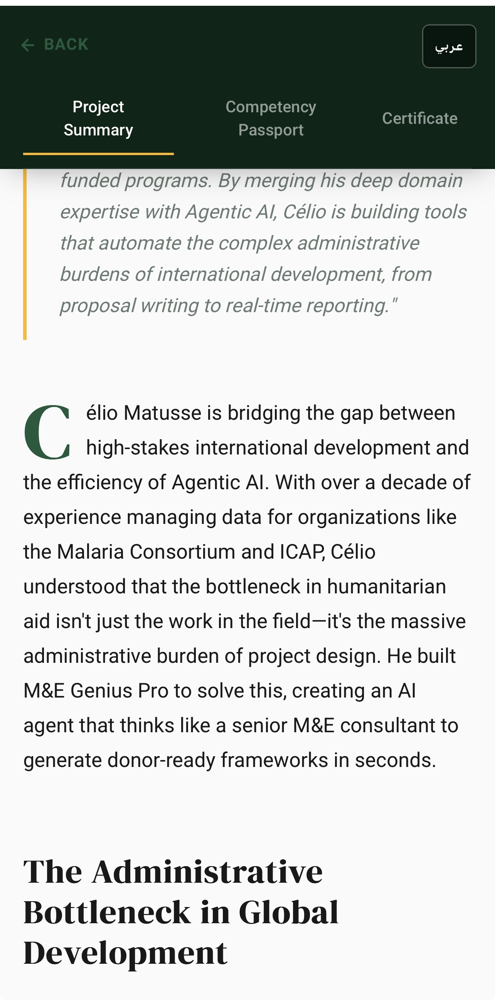 ← BACK
عربي
Project
Summary
Competency
Passport
Certificate
funded programs. By merging his deep domain
expertise with Agentic AI, Célio is building tools
that automate the complex administrative
burdens of international development, from
proposal writing to real-time reporting."
Célio Matusse is bridging the gap between
high-stakes international development and
the efficiency of Agentic AI. With over a decade of
experience managing data for organizations like
the Malaria Consortium and ICAP, Célio
understood that the bottleneck in humanitarian
aid isn't just the work in the field—it's the massive
administrative burden of project design. He built
M&E Genius Pro to solve this, creating an AI
agent that thinks like a senior M&E consultant to
generate donor-ready frameworks in seconds.
The Administrative
Bottleneck in Global
Development